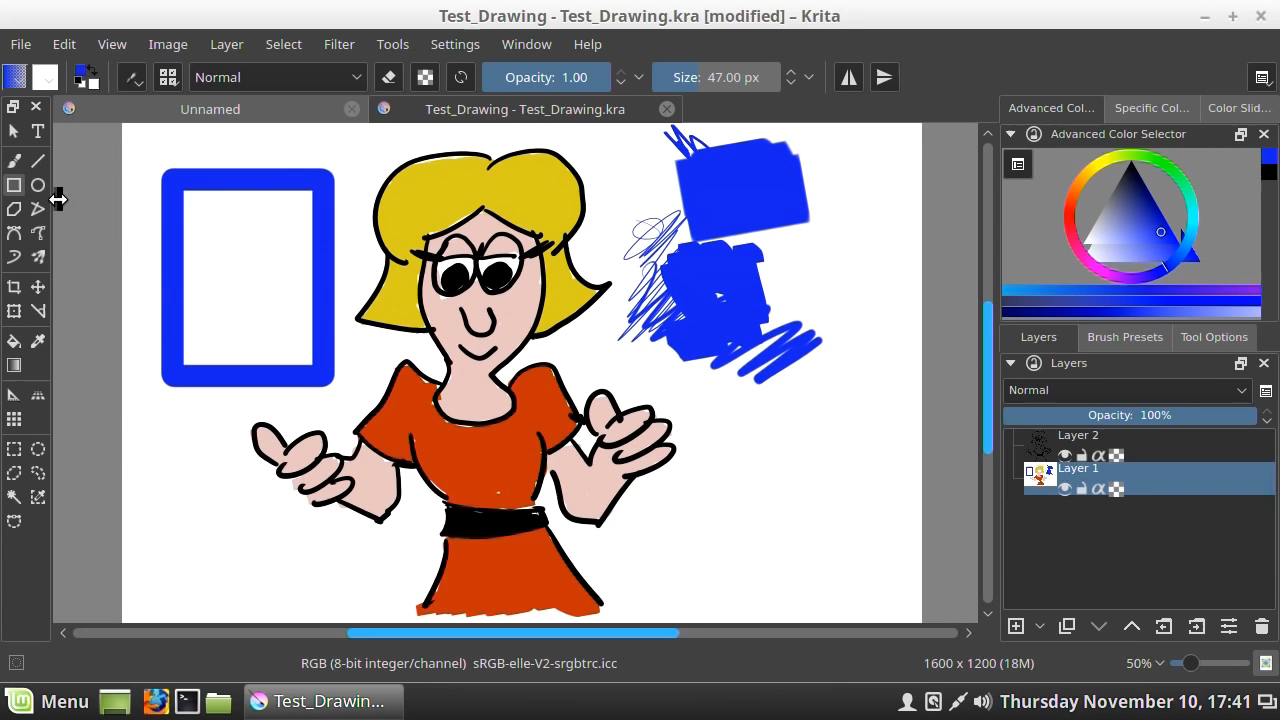 Test_Drawing - Test_Drawing.kra [modified] – Krita
File Edit View Image Layer Select Filter Tools Settings Window Help
Normal Opacity: 1.00 Size: 47.00 px
Unnamed Test_Drawing - Test_Drawing.kra Advanced Col... Specific Col... Color Slid...
Advanced Color Selector
Layers Brush Presets Tool Options
Layers
Normal
Opacity: 100%
Layer 2
Layer 1
RGB (8-bit integer/channel) sRGB-elle-V2-srgbtrc.icc 1600 x 1200 (18M) 50%
Menu Test_Drawin... Thursday November 10, 17:41